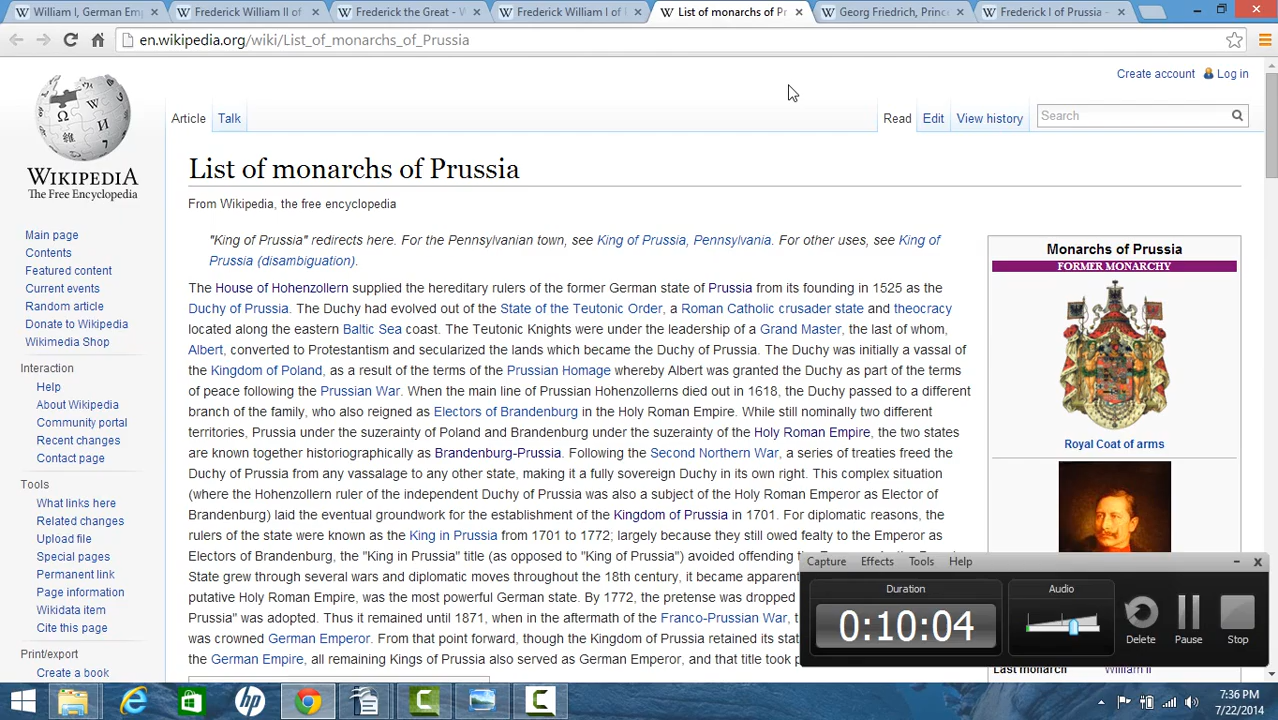 William I, German Emp
Frederick William II of
Frederick the Great - W
Frederick William I of P
List of monarchs of Pr
Georg Friedrich, Prince
Frederick I of Prussia -
en.wikipedia.org/wiki/List_of_monarchs_of_Prussia
Create account Log in
Article Talk
Read Edit View history
Search
WIKIPEDIA
The Free Encyclopedia
Main page
Contents
Featured content
Current events
Random article
Donate to Wikipedia
Wikimedia Shop
Interaction
Help
About Wikipedia
Community portal
Recent changes
Contact page
Tools
What links here
Related changes
Upload file
Special pages
Permanent link
Page information
Wikidata item
Cite this page
Print/export
Create a book
List of monarchs of Prussia
From Wikipedia, the free encyclopedia
"King of Prussia" redirects here. For the Pennsylvanian town, see King of Prussia, Pennsylvania. For other uses, see King of
Prussia (disambiguation).
The House of Hohenzollern supplied the hereditary rulers of the former German state of Prussia from its founding in 1525 as the
Duchy of Prussia. The Duchy had evolved out of the State of the Teutonic Order, a Roman Catholic crusader state and theocracy
located along the eastern Baltic Sea coast. The Teutonic Knights were under the leadership of a Grand Master, the last of whom,
Albert, converted to Protestantism and secularized the lands which became the Duchy of Prussia. The Duchy was initially a vassal of
the Kingdom of Poland, as a result of the terms of the Prussian Homage whereby Albert was granted the Duchy as part of the terms
of peace following the Prussian War. When the main line of Prussian Hohenzollerns died out in 1618, the Duchy passed to a different
branch of the family, who also reigned as Electors of Brandenburg in the Holy Roman Empire. While still nominally two different
territories, Prussia under the suzerainty of Poland and Brandenburg under the suzerainty of the Holy Roman Empire, the two states
are known together historiographically as Brandenburg-Prussia. Following the Second Northern War, a series of treaties freed the
Duchy of Prussia from any vassalage to any other state, making it a fully sovereign Duchy in its own right. This complex situation
(where the Hohenzollern ruler of the independent Duchy of Prussia was also a subject of the Holy Roman Emperor as Elector of
Brandenburg) laid the eventual groundwork for the establishment of the Kingdom of Prussia in 1701. For diplomatic reasons, the
rulers of the state were known as the King in Prussia from 1701 to 1772; largely because they still owed fealty to the Emperor as
Electors of Brandenburg, the "King in Prussia" title (as opposed to "King of Prussia") avoided offending the
State grew through several wars and diplomatic moves throughout the 18th century, it became apparent
putative Holy Roman Empire, as the most powerful German state. By 1772, the pretense was dropped
Prussia" was adopted. Thus it remained until 1871, when in the aftermath of the Franco-Prussian War,
was crowned German Emperor. From that point forward, though the Kingdom of Prussia retained its stat
the German Empire, all remaining Kings of Prussia also served as German Emperor, and that title took p
Monarchs of Prussia
FORMER MONARCHY
Royal Coat of arms
Capture Effects Tools Help
Duration
0:10:04
Audio
Delete Pause Stop
Last monarch William II
7:36 PM
7/22/2014